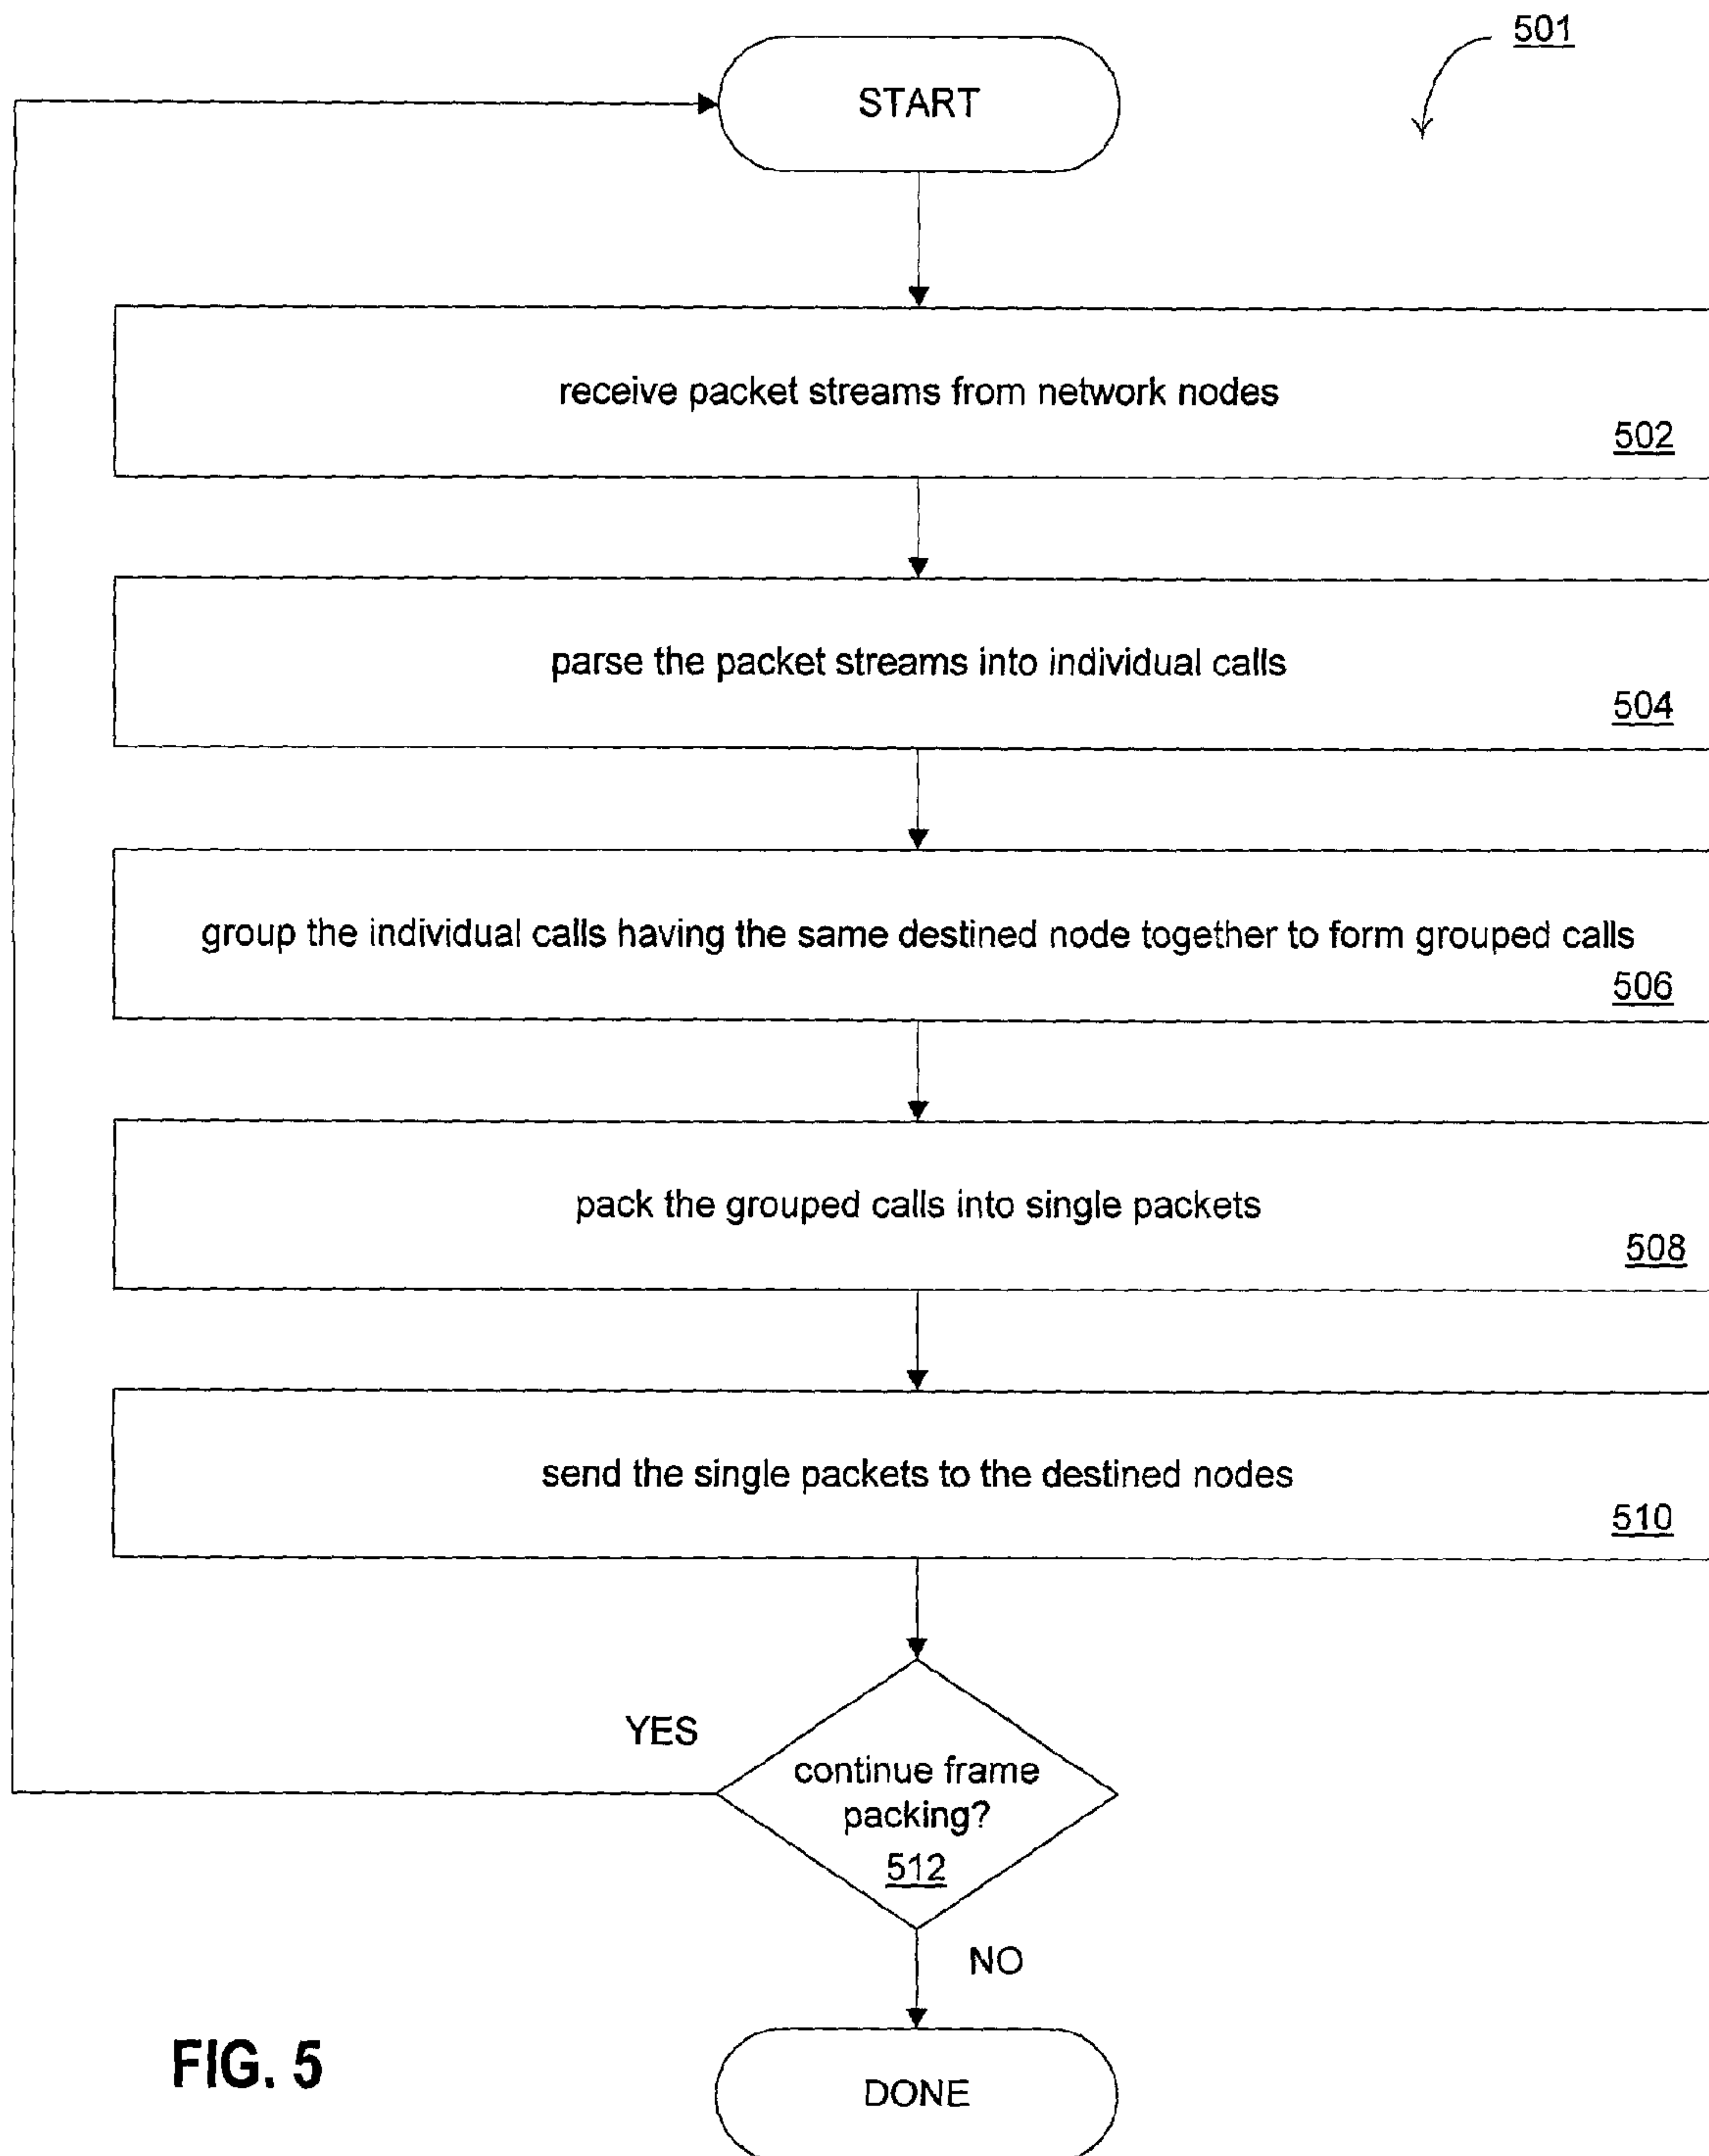 501
START
receive packet streams from network nodes
502
parse the packet streams into individual calls
504
group the individual calls having the same destined node together to form grouped calls
506
pack the grouped calls into single packets
508
send the single packets to the destined nodes
510
YES
continue frame
packing?
512
NO
FIG. 5
DONE